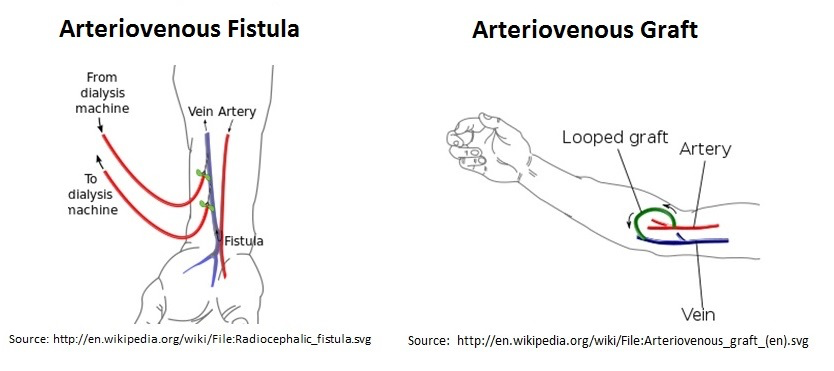 Arteriovenous Fistula
From
dialysis
machine
Vein Artery
To
dialysis
machine
Fistula
Source: http://en.wikipedia.org/wiki/File:Radiocephalic_fistula.svg
Arteriovenous Graft
Looped graft
Artery
Vein
Source: http://en.wikipedia.org/wiki/File:Arteriovenous_graft_(en).svg